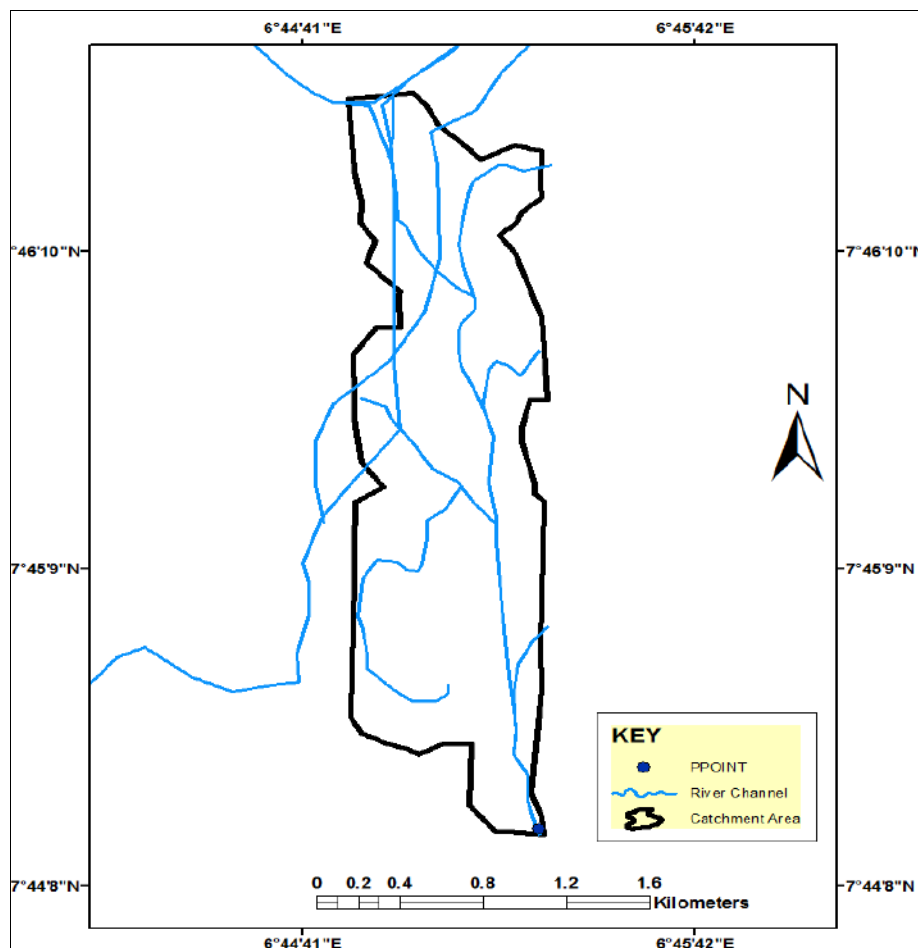 6°44'41"E 6°45'42"E
°46'10"N 7°46'10"N
N
7°45'9"N 7°45'9"N
KEY
PPOINT
River Channel
Catchment Area
7°44'8"N 7°44'8"N
0 0.2 0.4 0.8 1.2 1.6
Kilometers
6°44'41"E 6°45'42"E